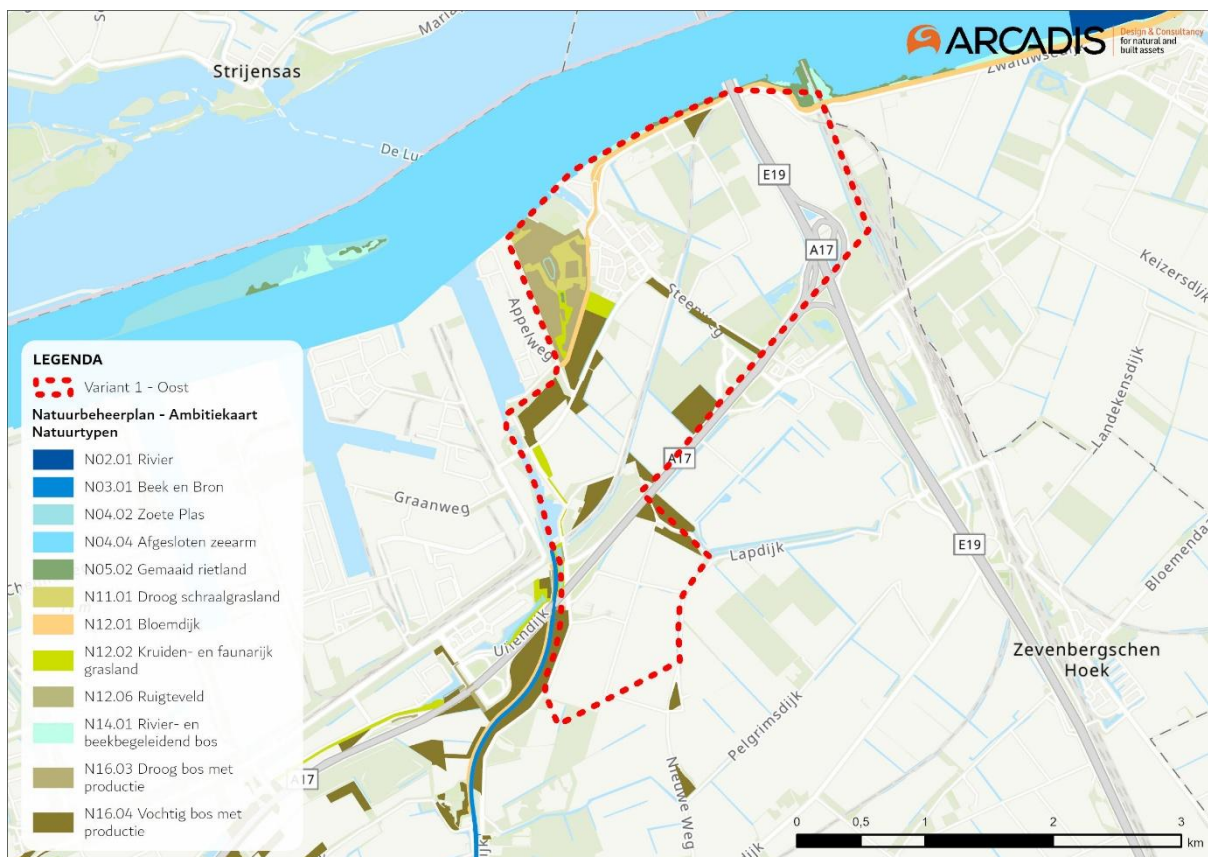 ARCADIS
Design & Consultancy
for natural and
built assets
Strijensas
E19
A17
Steenweg
Appelweg
Keizersdijk
Landekensdijk
Graanweg
A17
Lapdijk
E19
Zevenbergschen
Hoek
Pelgrimsdijk
Nieuwe Weg
A17
LEGENDA
Variant 1 - Oost
Natuurbeheerplan - Ambitiekaart
Natuurtypen
N02.01 Rivier
N03.01 Beek en Bron
N04.02 Zoete Plas
N04.04 Afgesloten zeearm
N05.02 Gemaaid rietland
N11.01 Droog schraalgrasland
N12.01 Bloemdijk
N12.02 Kruiden- en faunarijk
grasland
N12.06 Ruigteveld
N14.01 Rivier- en
beekbegeleidend bos
N16.03 Droog bos met
productie
N16.04 Vochtig bos met
productie
0 0,5 1 2 3
km